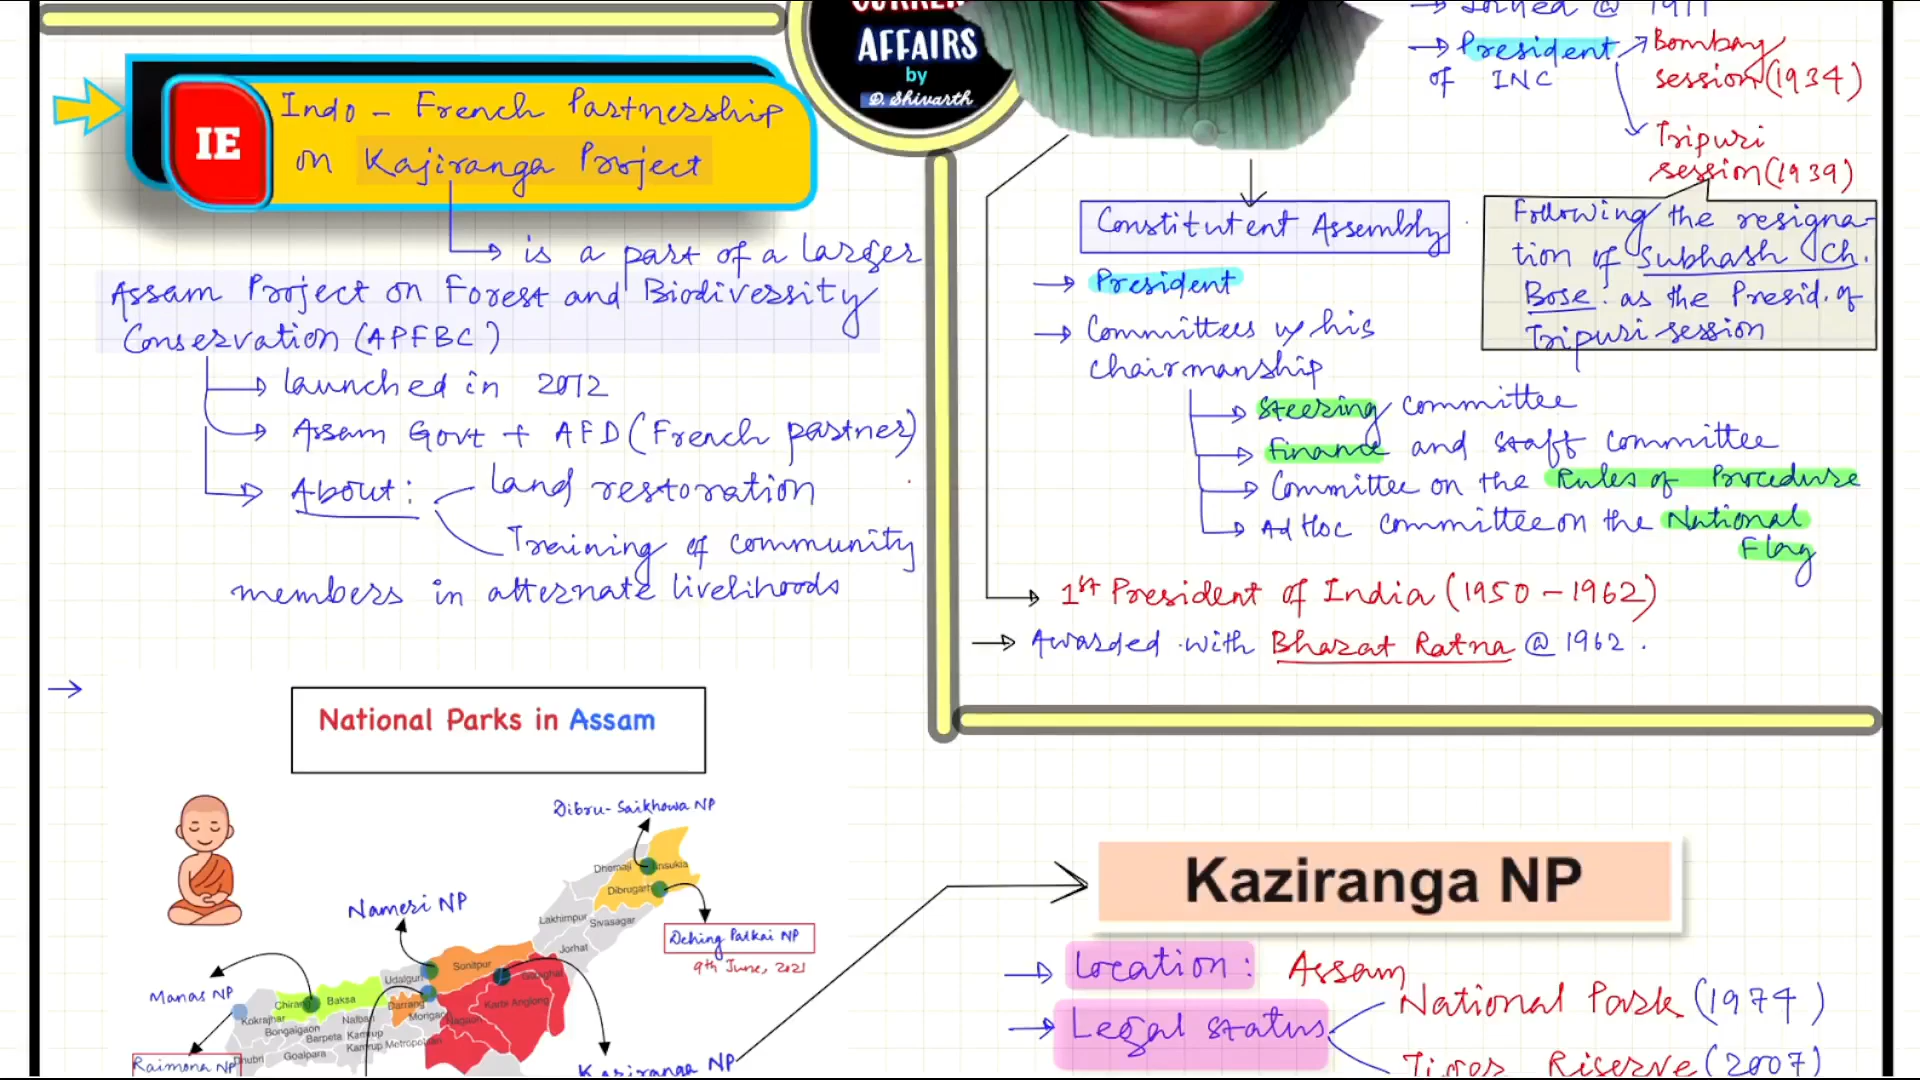 IE
Indo - French Partnership
on Kajiranga Project
is a part of a larger
Assam Project on Forest and Biodiversity
Conservation (APFBC)
launched in 2012
Assam Govt + AFD (French partner)
About: land restoration
Training of community
members in alternate livelihoods
AFFAIRS
by
D. Shivarth
President
of INC
Bombay
session (1934)
Tripuri
session (1939)
Following the resigna-
tion of Subhash Ch.
Bose. as the Presid. of
Tripuri session
Constitutent Assembly
President
Committees w his
chairmanship
Steering committee
Finance and staff committee
Committee on the Rules of Procedure
Ad Hoc committee on the National
Flag
1st President of India (1950 - 1962)
Awarded with Bharat Ratna @ 1962.
National Parks in Assam
Dibru-Saikhowa NP
Dhemaji
Dibrugarh
Nameri NP
Lakhimpur
Sivasagar
Jorhat
Dehing Patkai NP
9th June, 2021
Sonitpur
Udalguri
Manas NP
Chirang
Baksa
Darrang
Karbi Anglong
Kokrajhar
Bongaigaon
Nalbari
Barpeta
Kamrup
Kamrup Metropolitan
Goalpara
Raimona NP
Kaziranga NP
Kaziranga NP
Location: Assam
Legal status
National Park (1974)
Tiger Riserve (2007)